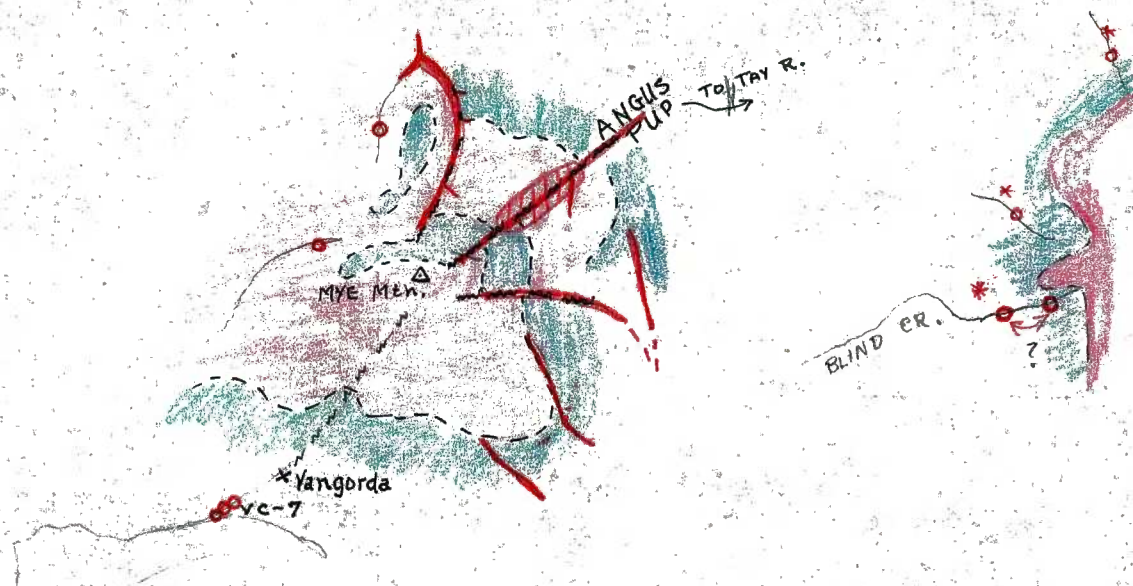 ANGUS
PUP
TO TAY R.
MYE Mtn.
BLIND CR.
?
Vangorda
VC-7